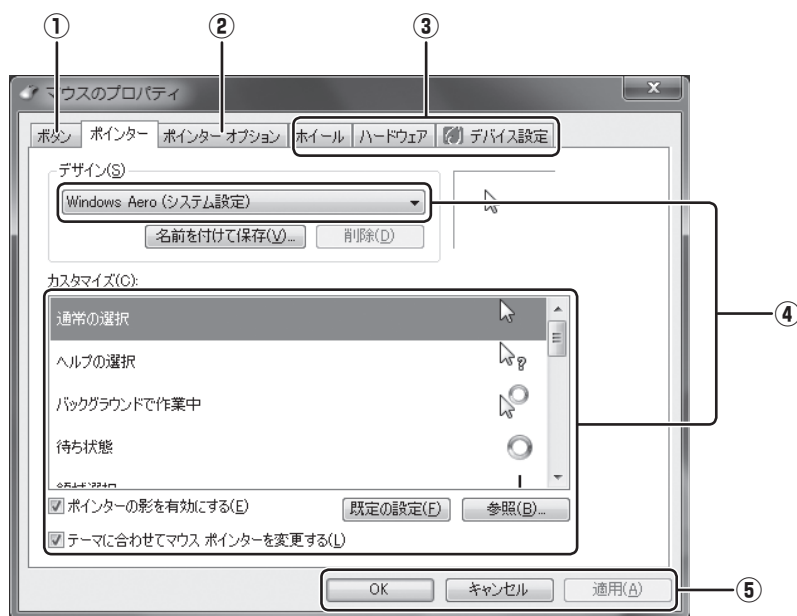 ① ② ③
マウスのプロパティ
ボタン ポインター ポインター オプション ホイール ハードウェア デバイス設定
デザイン(S)
Windows Aero (システム設定)
名前を付けて保存(V)... 削除(D)
④
カスタマイズ(C):
通常の選択
ヘルプの選択
バックグラウンドで作業中
待ち状態
領域選択
ポインターの影を有効にする(E) 既定の設定(F) 参照(B)...
テーマに合わせてマウス ポインターを変更する(L)
OK キャンセル 適用(A) ⑤